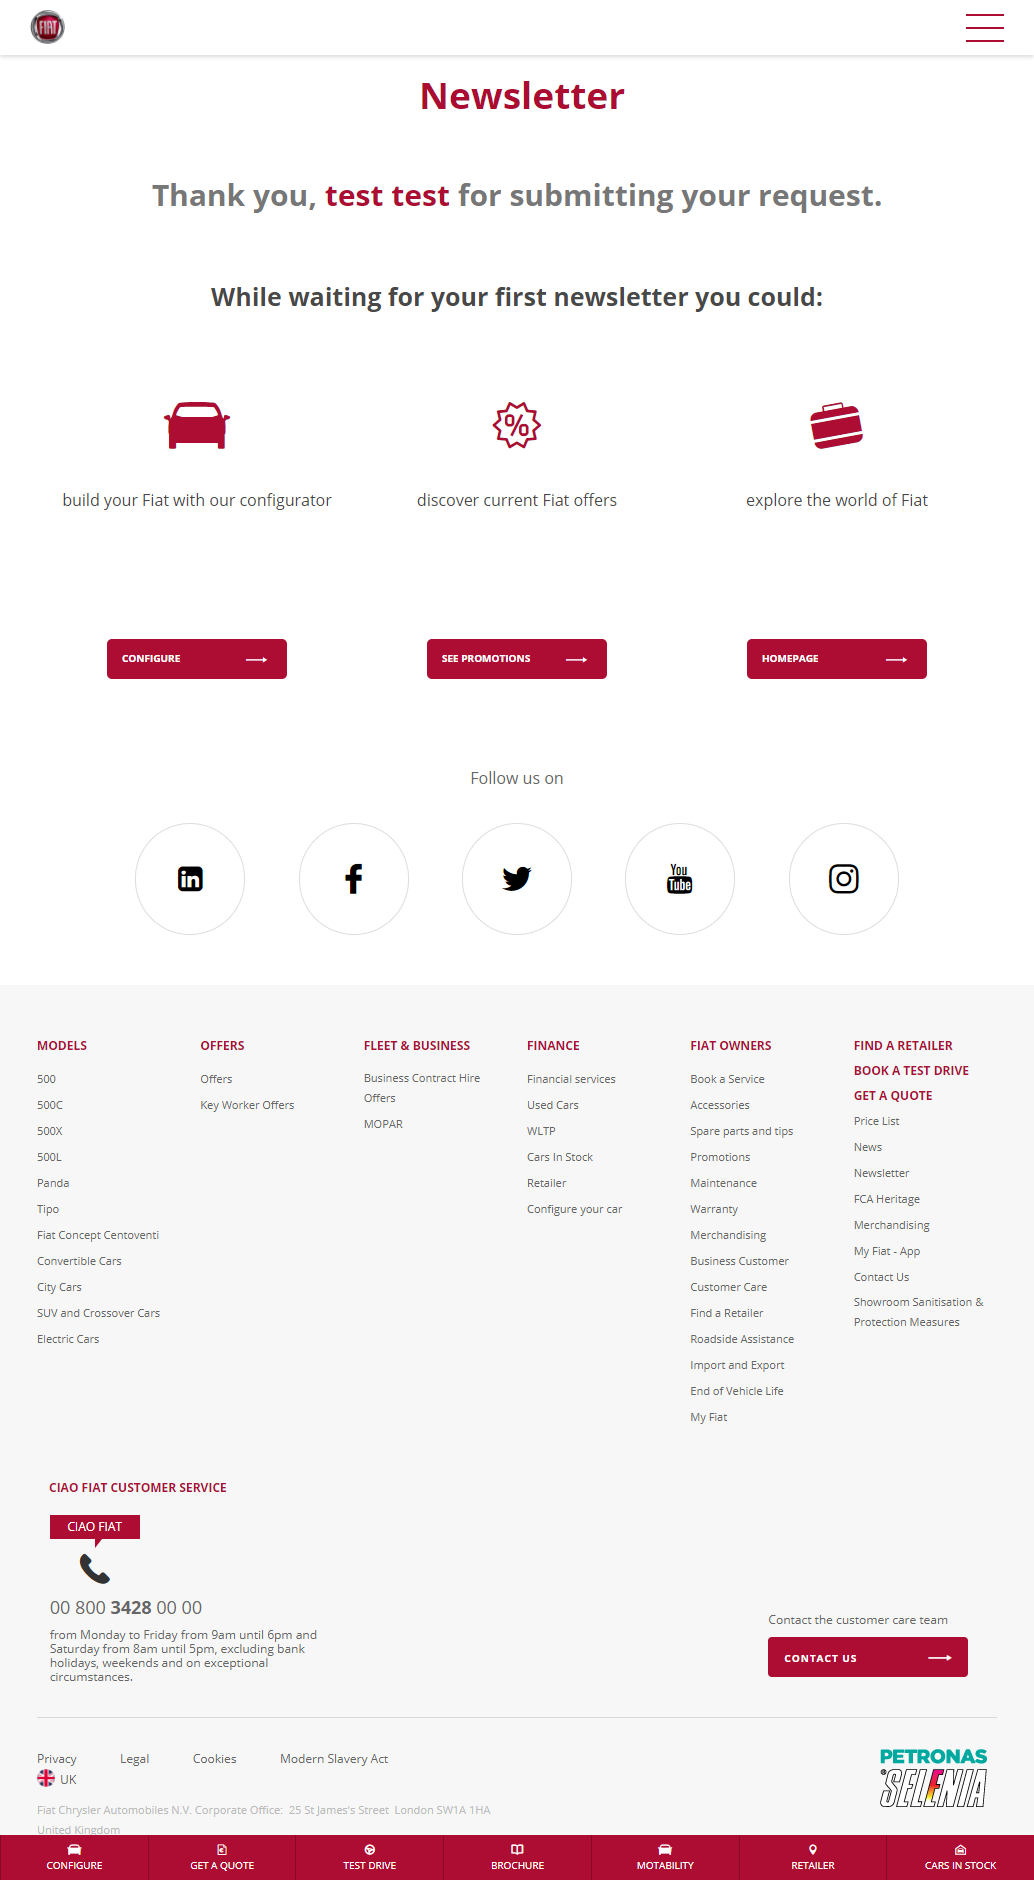 FIAT
Newsletter
Thank you, test test for submitting your request.
While waiting for your first newsletter you could:
build your Fiat with our configurator
discover current Fiat offers
explore the world of Fiat
CONFIGURE
SEE PROMOTIONS
HOMEPAGE
Follow us on
in
f
You
Tube
MODELS
500
500C
500X
500L
Panda
Tipo
Fiat Concept Centoventi
Convertible Cars
City Cars
SUV and Crossover Cars
Electric Cars
OFFERS
Offers
Key Worker Offers
FLEET & BUSINESS
Business Contract Hire
Offers
MOPAR
FINANCE
Financial services
Used Cars
WLTP
Cars In Stock
Retailer
Configure your car
FIAT OWNERS
Book a Service
Accessories
Spare parts and tips
Promotions
Maintenance
Warranty
Merchandising
Business Customer
Customer Care
Find a Retailer
Roadside Assistance
Import and Export
End of Vehicle Life
My Fiat
FIND A RETAILER
BOOK A TEST DRIVE
GET A QUOTE
Price List
News
Newsletter
FCA Heritage
Merchandising
My Fiat - App
Contact Us
Showroom Sanitisation &
Protection Measures
CIAO FIAT CUSTOMER SERVICE
CIAO FIAT
00 800 3428 00 00
from Monday to Friday from 9am until 6pm and
Saturday from 8am until 5pm, excluding bank
holidays, weekends and on exceptional
circumstances.
Contact the customer care team
CONTACT US
Privacy
Legal
Cookies
Modern Slavery Act
UK
PETRONAS
SELENIA
Fiat Chrysler Automobiles N.V. Corporate Office: 25 St James's Street London SW1A 1HA
United Kingdom
CONFIGURE
GET A QUOTE
TEST DRIVE
BROCHURE
MOTABILITY
RETAILER
CARS IN STOCK